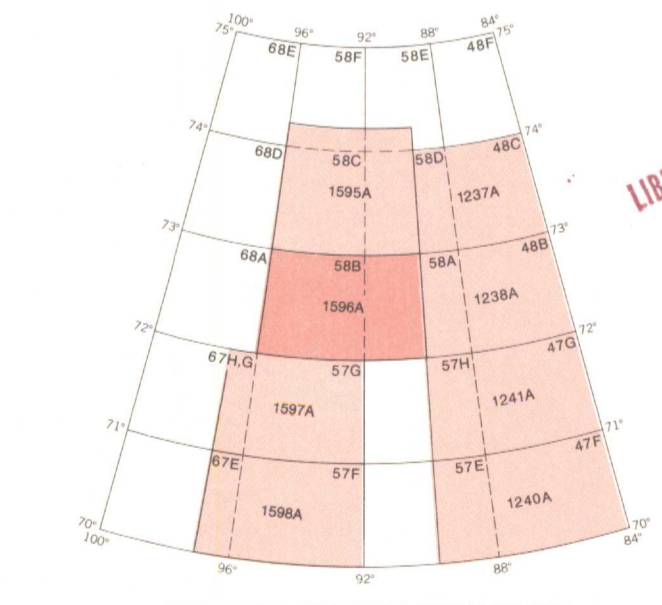 100° 96° 92° 88° 84°
75° 75°
68E 58F 58E 48F
74° 74°
68D 58C 58D 48C
1595A 1237A
LIB
73° 73°
68A 58B 58A 48B
1596A 1238A
72° 72°
67H,G 57G 57H 47G
1597A 1241A
71° 71°
67E 57F 57E 47F
1598A 1240A
70° 70°
100° 96° 92° 88° 84°